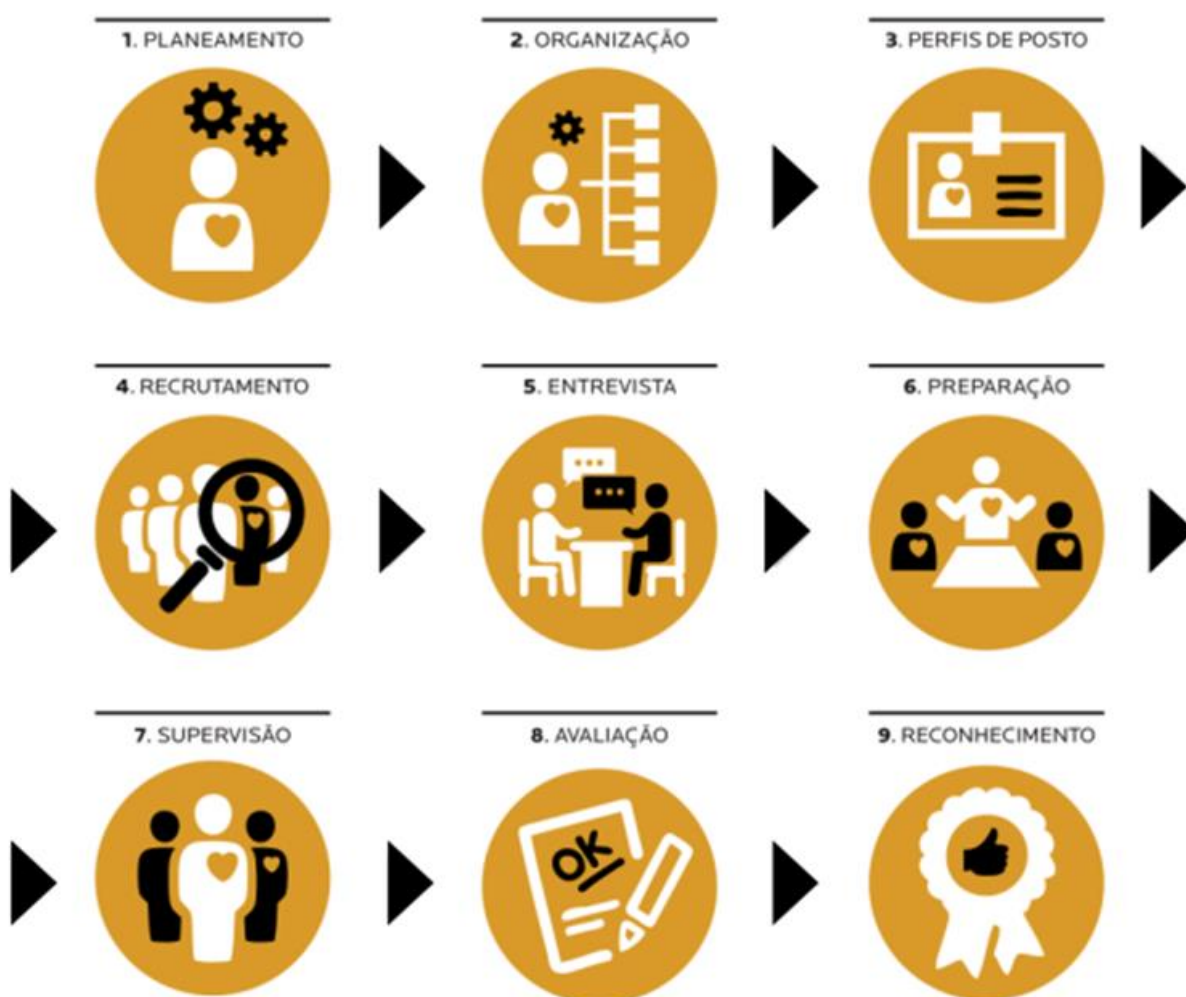 1. PLANEAMENTO
2. ORGANIZAÇÃO
3. PERFIS DE POSTO
4. RECRUTAMENTO
5. ENTREVISTA
6. PREPARAÇÃO
7. SUPERVISÃO
8. AVALIAÇÃO
OK
9. RECONHECIMENTO